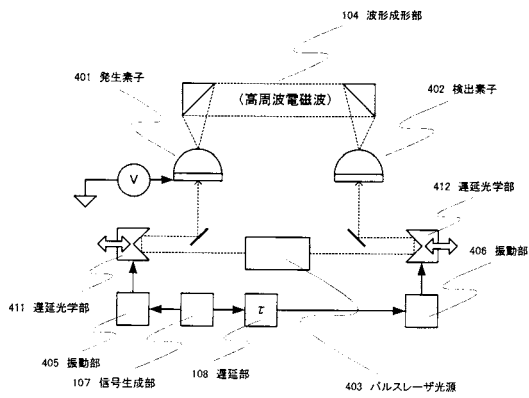 104 波形成形部
401 発生素子
402 検出素子
（高周波電磁波）
V
412 遅延光学部
406 振動部
τ
411 遅延光学部
405 振動部
107 信号生成部
108 遅延部
403 パルスレーザ光源